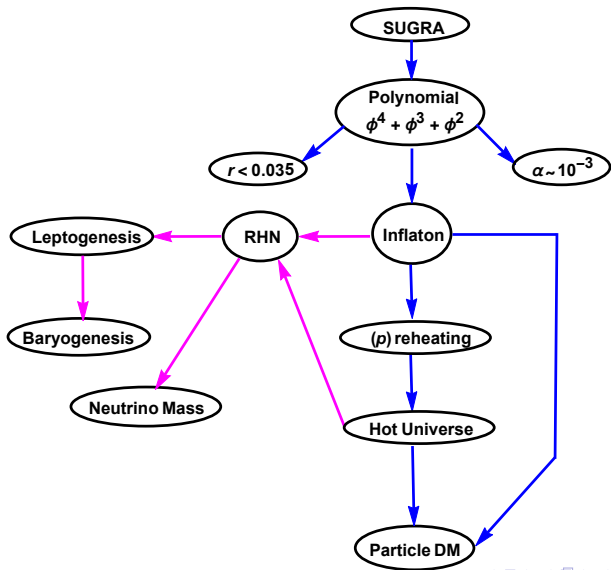 SUGRA
Polynomial
ϕ⁴ + ϕ³ + ϕ²
r < 0.035
α ~ 10⁻³
Leptogenesis
RHN
Inflaton
Baryogenesis
(p) reheating
Neutrino Mass
Hot Universe
Particle DM